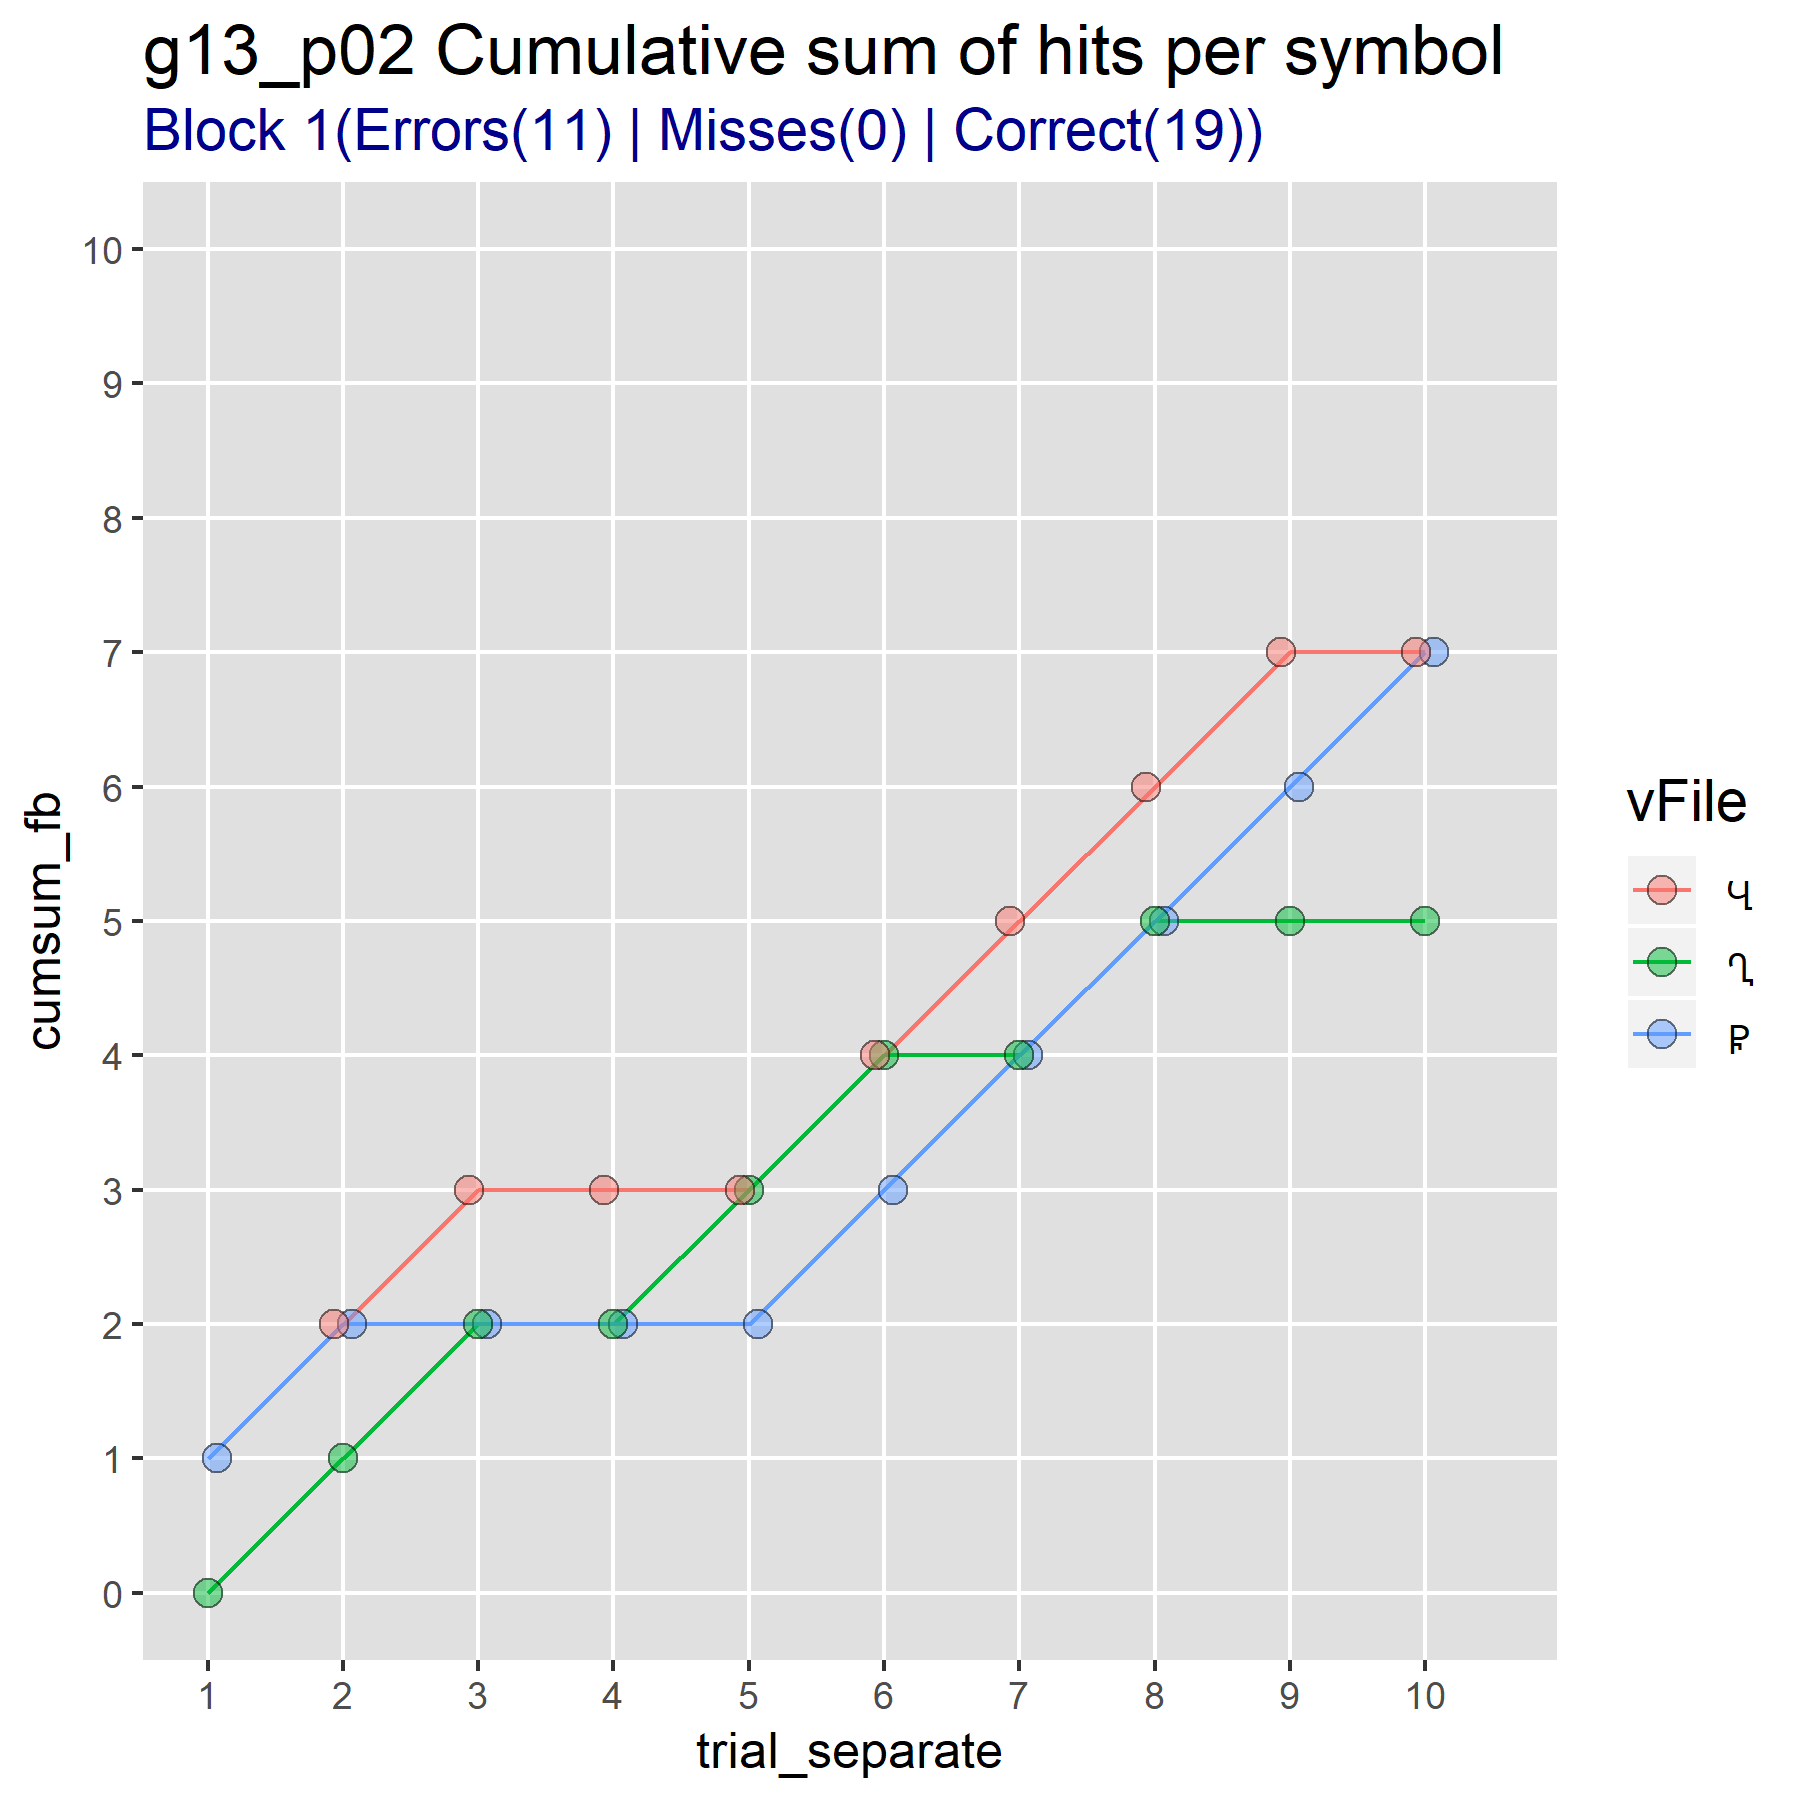 g13_p02 Cumulative sum of hits per symbol
Block 1(Errors(11) | Misses(0) | Correct(19))
10
9
8
7
6
5
4
3
2
1
0
cumsum_fb
1 2 3 4 5 6 7 8 9 10
trial_separate
vFile